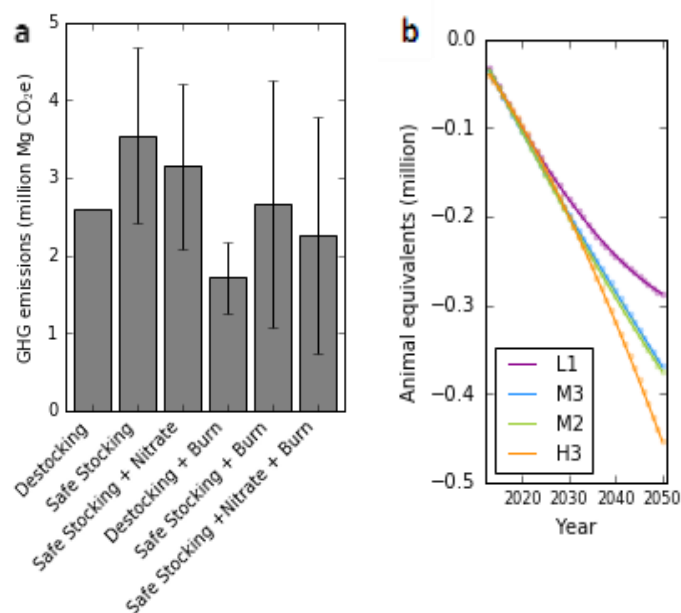 a
GHG emissions (million Mg CO₂e)
5
4
3
2
1
0
Destocking
Safe Stocking
Safe Stocking + Nitrate
Destocking + Burn
Safe Stocking + Burn
Safe Stocking +Nitrate + Burn
b
Animal equivalents (million)
0.0
−0.1
−0.2
−0.3
−0.4
−0.5
L1
M3
M2
H3
2020 2030 2040 2050
Year